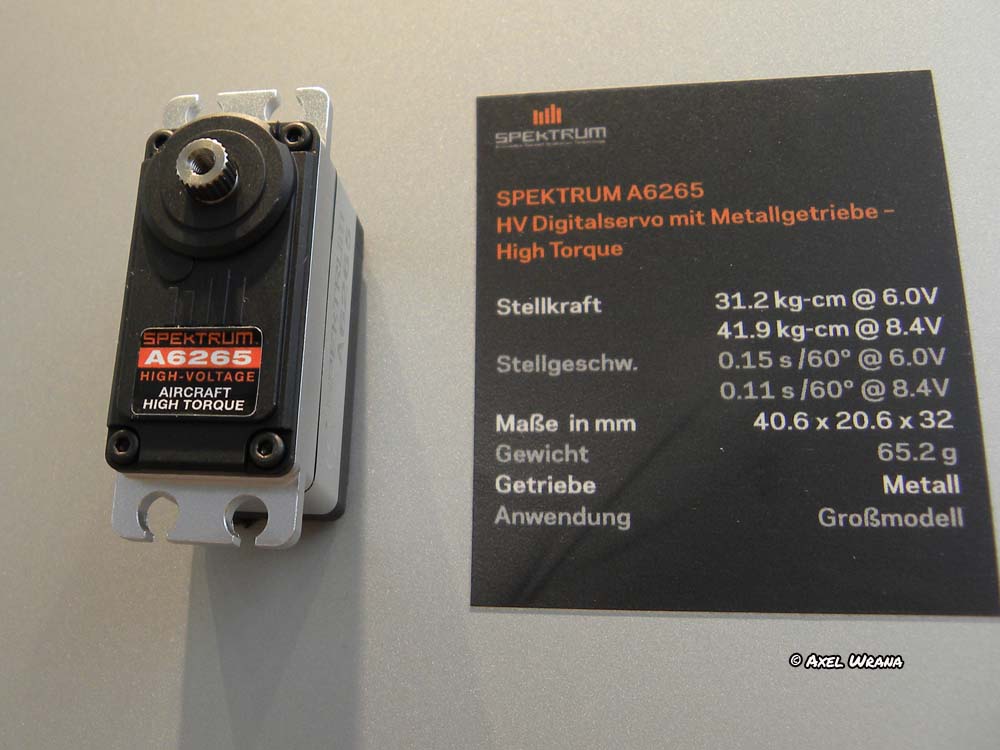 SPEKTRUM
A6265
HIGH-VOLTAGE
AIRCRAFT
HIGH TORQUE
SPEKTRUM
SPEKTRUM A6265
HV Digitalservo mit Metallgetriebe –
High Torque
Stellkraft 31.2 kg-cm @ 6.0V
41.9 kg-cm @ 8.4V
Stellgeschw. 0.15 s /60° @ 6.0V
0.11 s /60° @ 8.4V
Maße in mm 40.6 x 20.6 x 32
Gewicht 65.2 g
Getriebe Metall
Anwendung Großmodell
© Axel Wrana